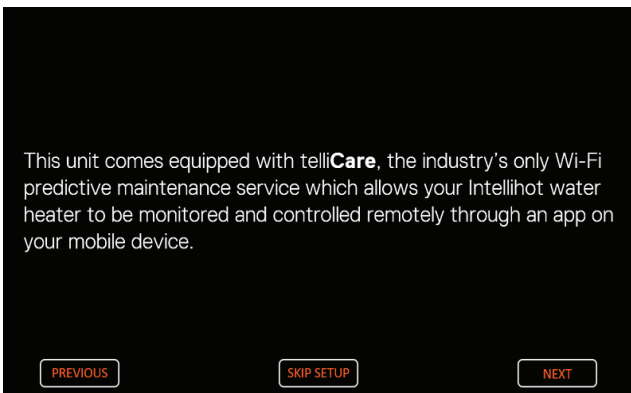 This unit comes equipped with telliCare, the industry's only Wi-Fi
predictive maintenance service which allows your Intellihot water
heater to be monitored and controlled remotely through an app on
your mobile device.
PREVIOUS
SKIP SETUP
NEXT